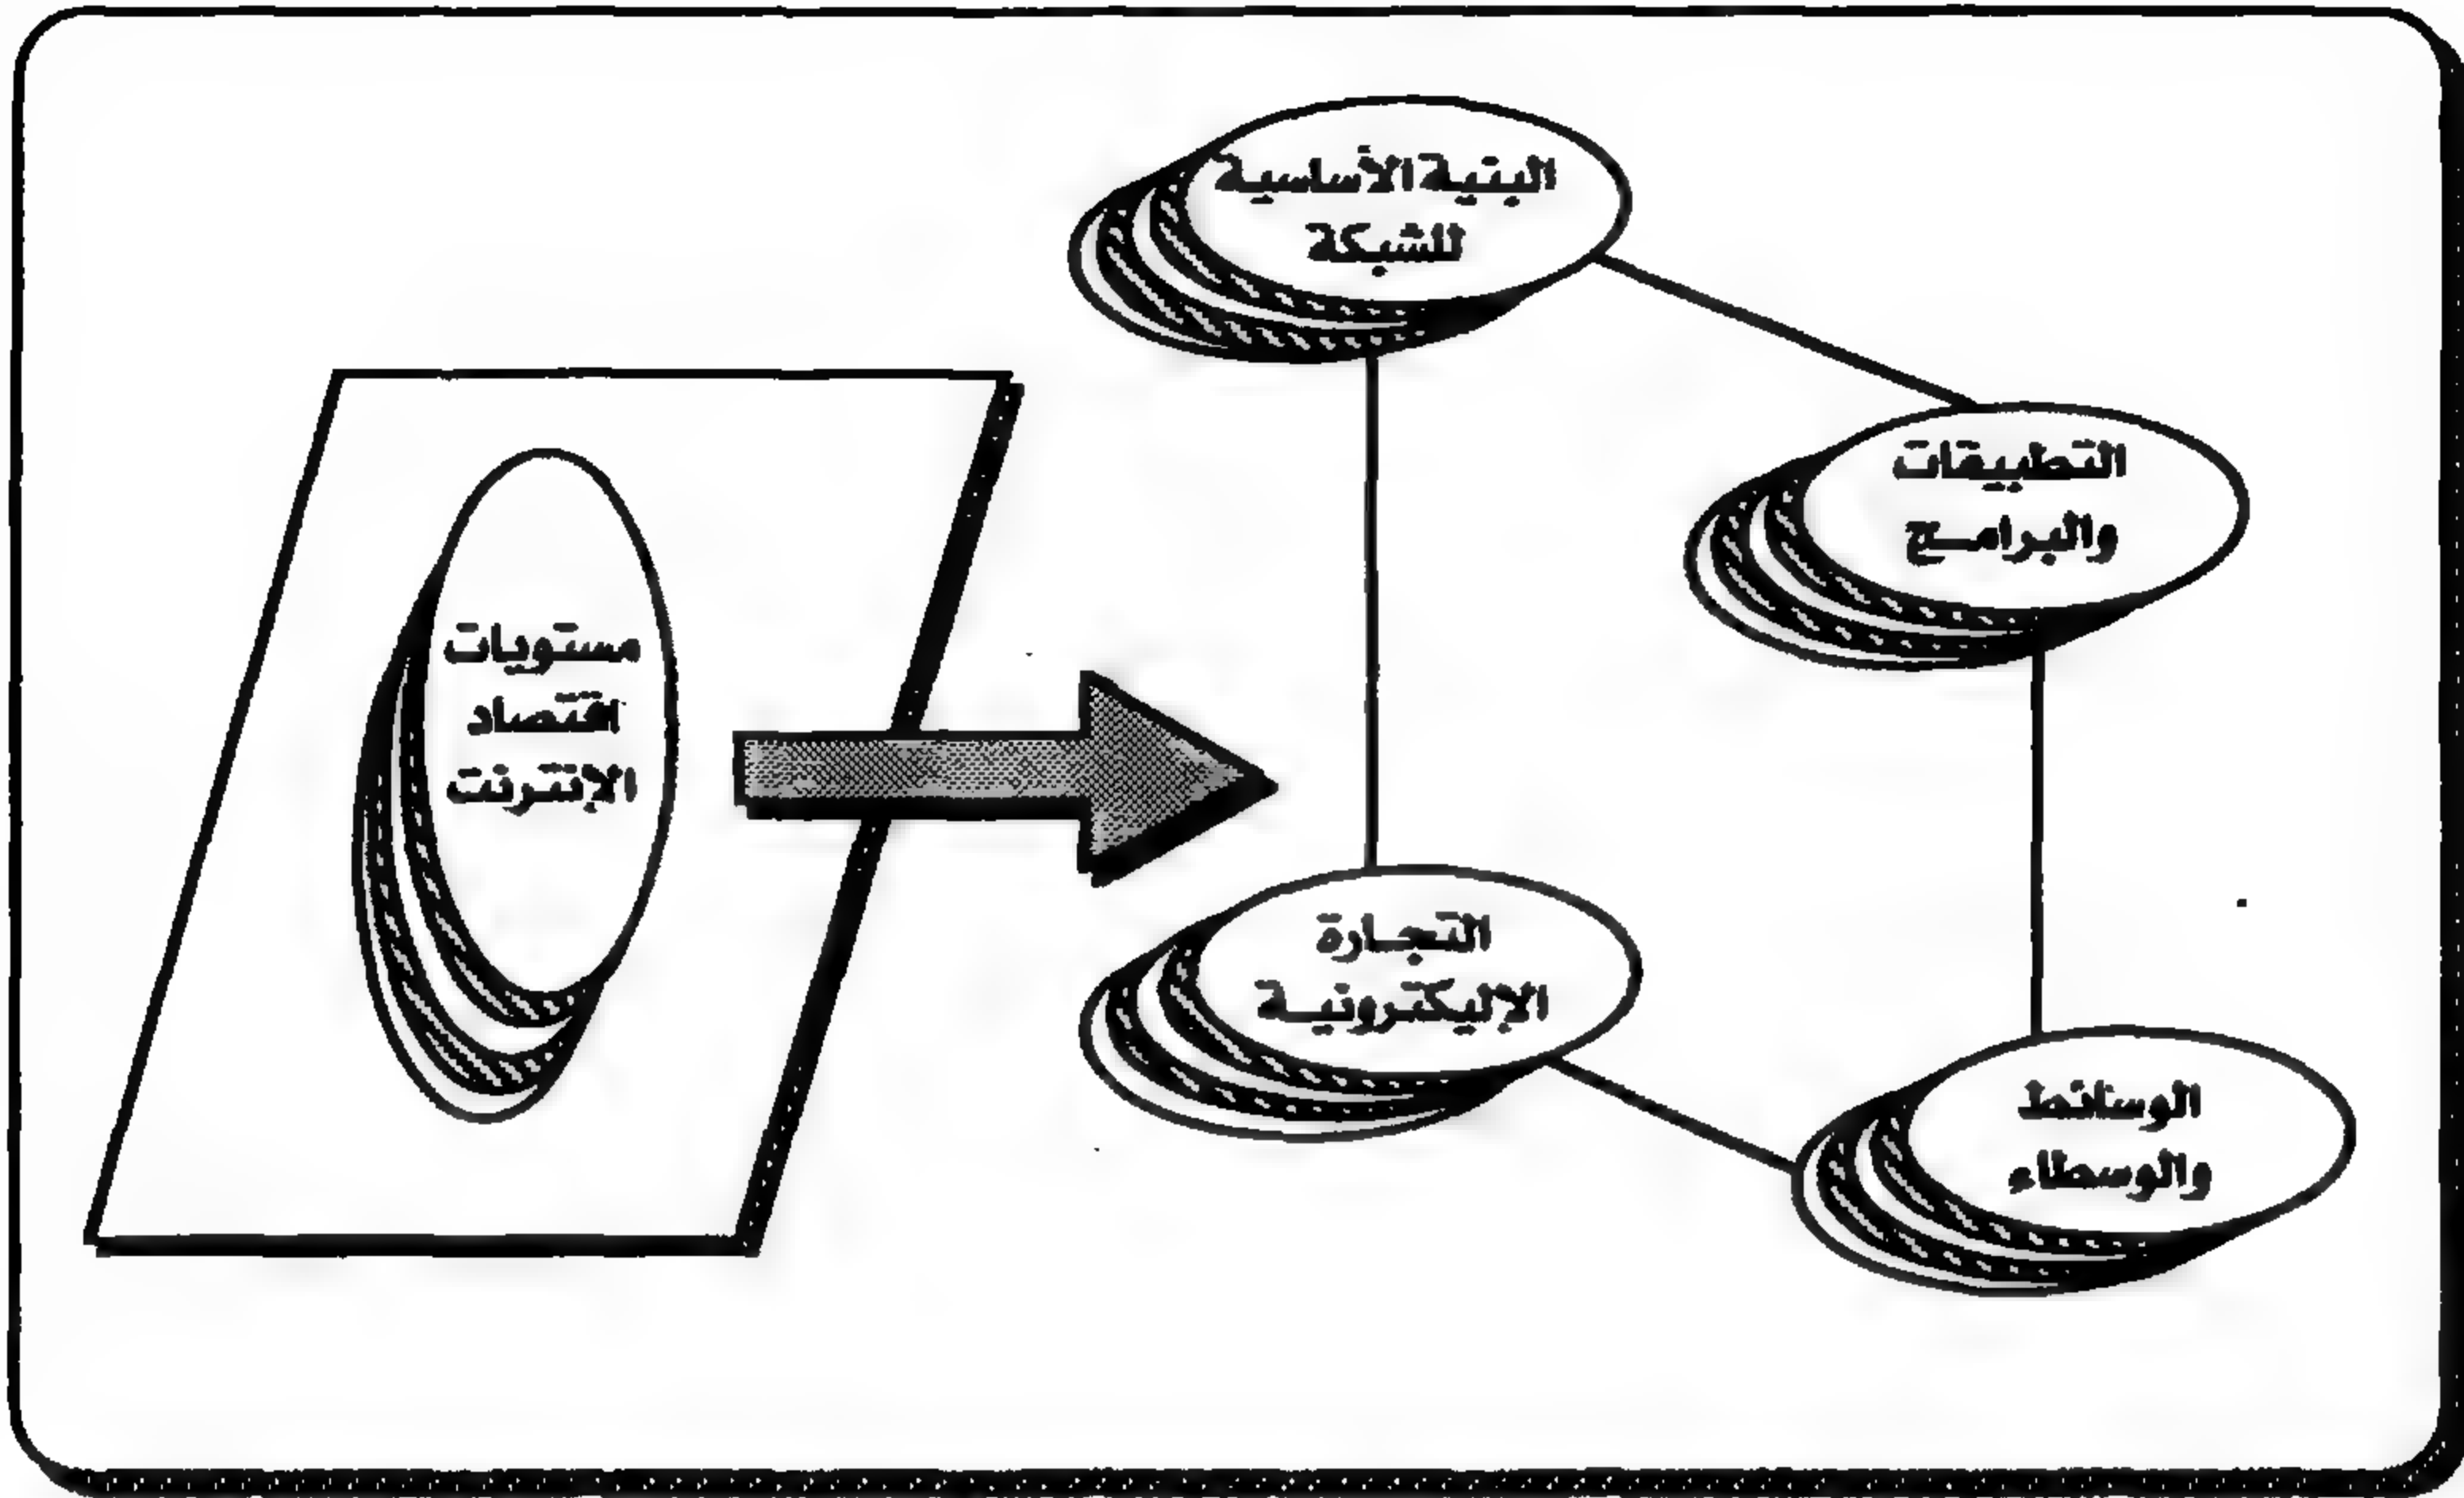 البنية الأساسية
للشبكة
التطبيقات
والبرامج
مستويات
اقتصاد
الإنترنت
التجارة
الإليكترونية
الوسائط
والوسطاء